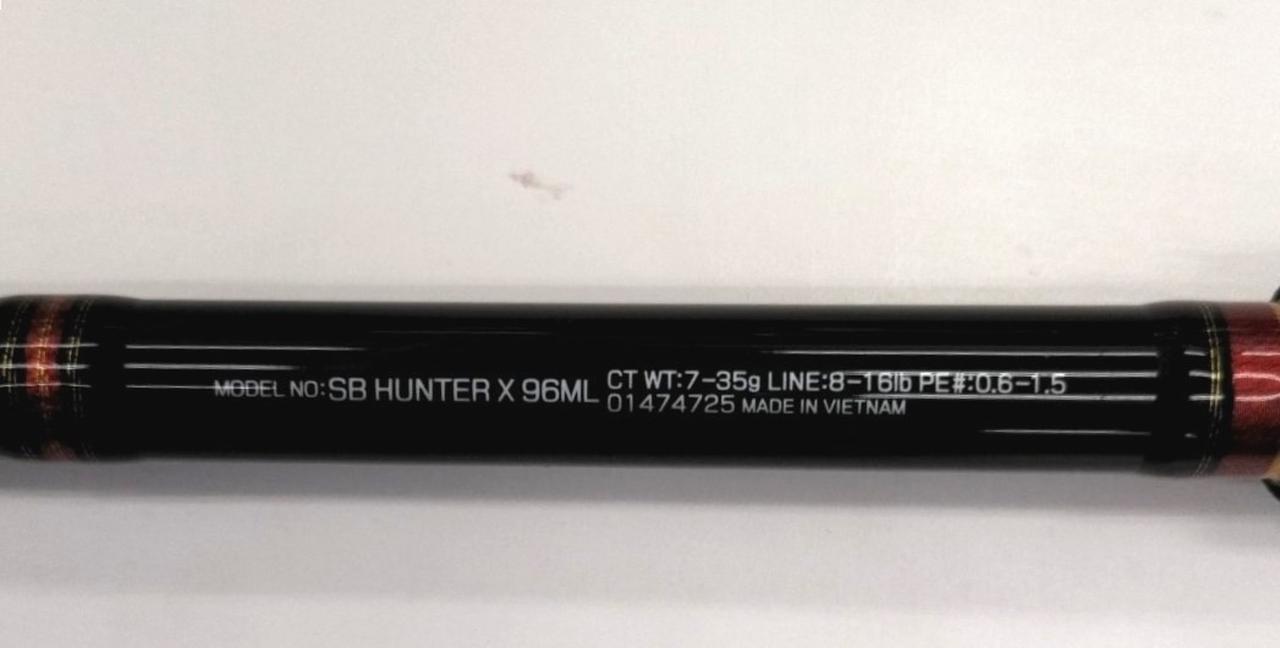 MODEL NO:SB HUNTER X 96ML
CT WT:7-35g LINE:8-16lb PE#:0.6-1.5
01474725 MADE IN VIETNAM